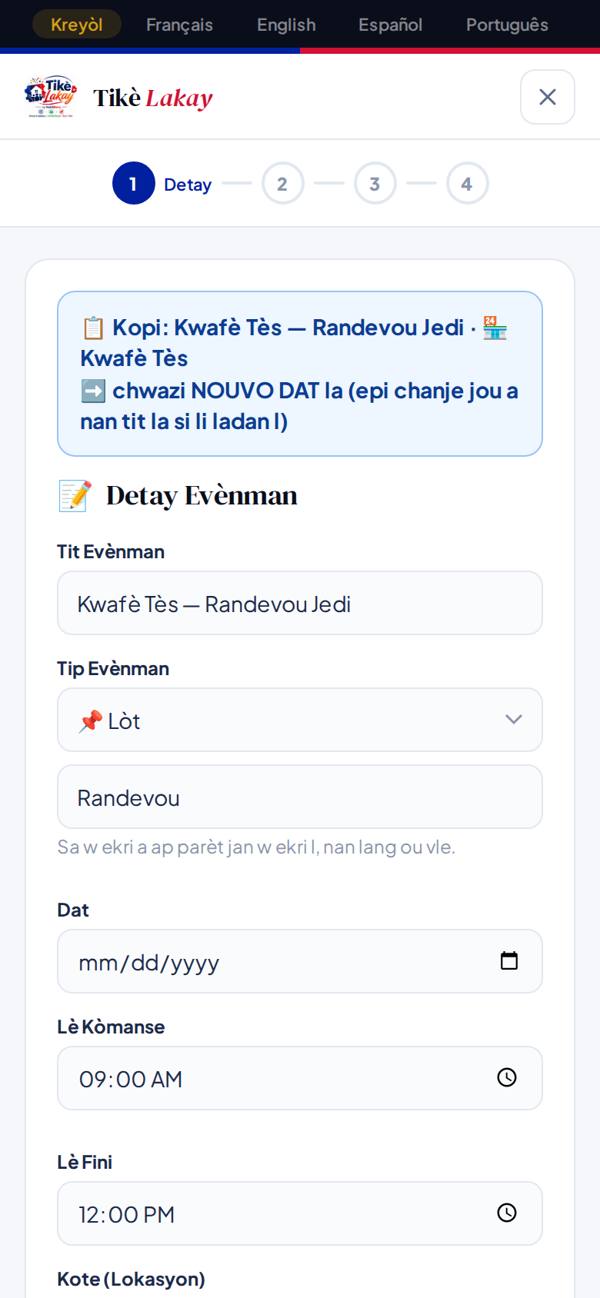 Kreyòl Français English Español Português
Tikè Lakay
Tikè Lakay
1 Detay 2 3 4
📋 Kopi: Kwafè Tès — Randevou Jedi · 🏪
Kwafè Tès
➡️ chwazi NOUVO DAT la (epi chanje jou a
nan tit la si li ladan l)
📝 Detay Evènman
Tit Evènman
Kwafè Tès — Randevou Jedi
Tip Evènman
📌 Lòt
Randevou
Sa w ekri a ap parèt jan w ekri l, nan lang ou vle.
Dat
mm/dd/yyyy
Lè Kòmanse
09:00 AM
Lè Fini
12:00 PM
Kote (Lokasyon)